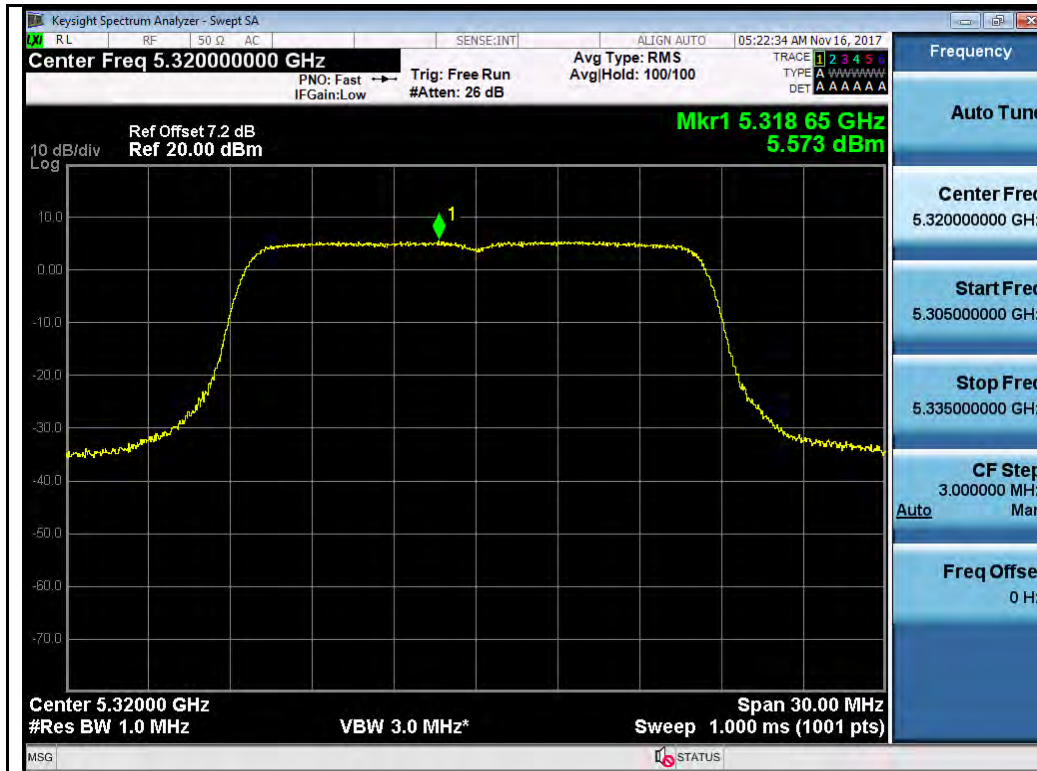 Keysight Spectrum Analyzer - Swept SA
LXI RL RF 50 Ω AC SENSE:INT ALIGN AUTO 05:22:34 AM Nov 16, 2017
Center Freq 5.320000000 GHz
PNO: Fast
IFGain:Low
Trig: Free Run
#Atten: 26 dB
Avg Type: RMS
Avg|Hold: 100/100
TRACE 1 2 3 4 5 6
TYPE A WWWWW
DET A A A A A A
Mkr1 5.318 65 GHz
5.573 dBm
Ref Offset 7.2 dB
10 dB/div Ref 20.00 dBm
Log
1
10.0
0.00
-10.0
-20.0
-30.0
-40.0
-50.0
-60.0
-70.0
Center 5.32000 GHz Span 30.00 MHz
#Res BW 1.0 MHz VBW 3.0 MHz* Sweep 1.000 ms (1001 pts)
MSG STATUS
Frequency
Auto Tune
Center Freq
5.320000000 GHz
Start Freq
5.305000000 GHz
Stop Freq
5.335000000 GHz
CF Step
3.000000 MHz
Auto Man
Freq Offset
0 Hz